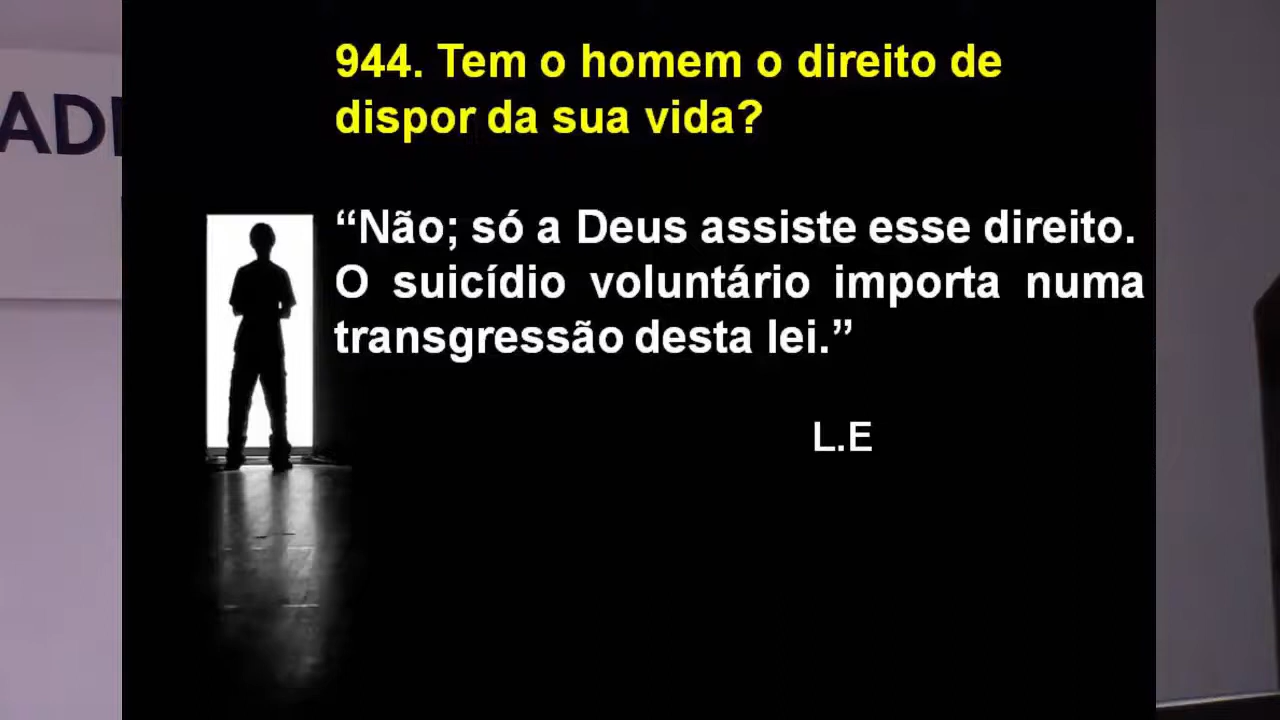 ADI
944. Tem o homem o direito de
dispor da sua vida?
“Não; só a Deus assiste esse direito.
O suicídio voluntário importa numa
transgressão desta lei.”
L.E